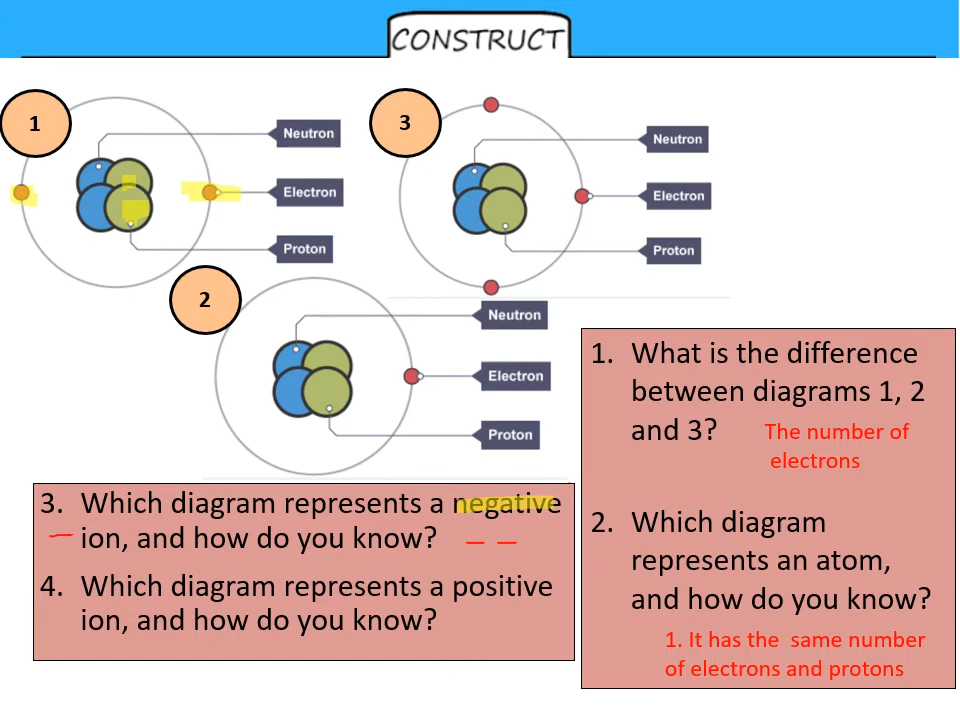 CONSTRUCT
1
Neutron
Electron
Proton
3
Neutron
Electron
Proton
2
Neutron
Electron
Proton
1. What is the difference
between diagrams 1, 2
and 3? The number of
electrons
2. Which diagram
represents an atom,
and how do you know?
1. It has the same number
of electrons and protons
3. Which diagram represents a negative
ion, and how do you know?
4. Which diagram represents a positive
ion, and how do you know?